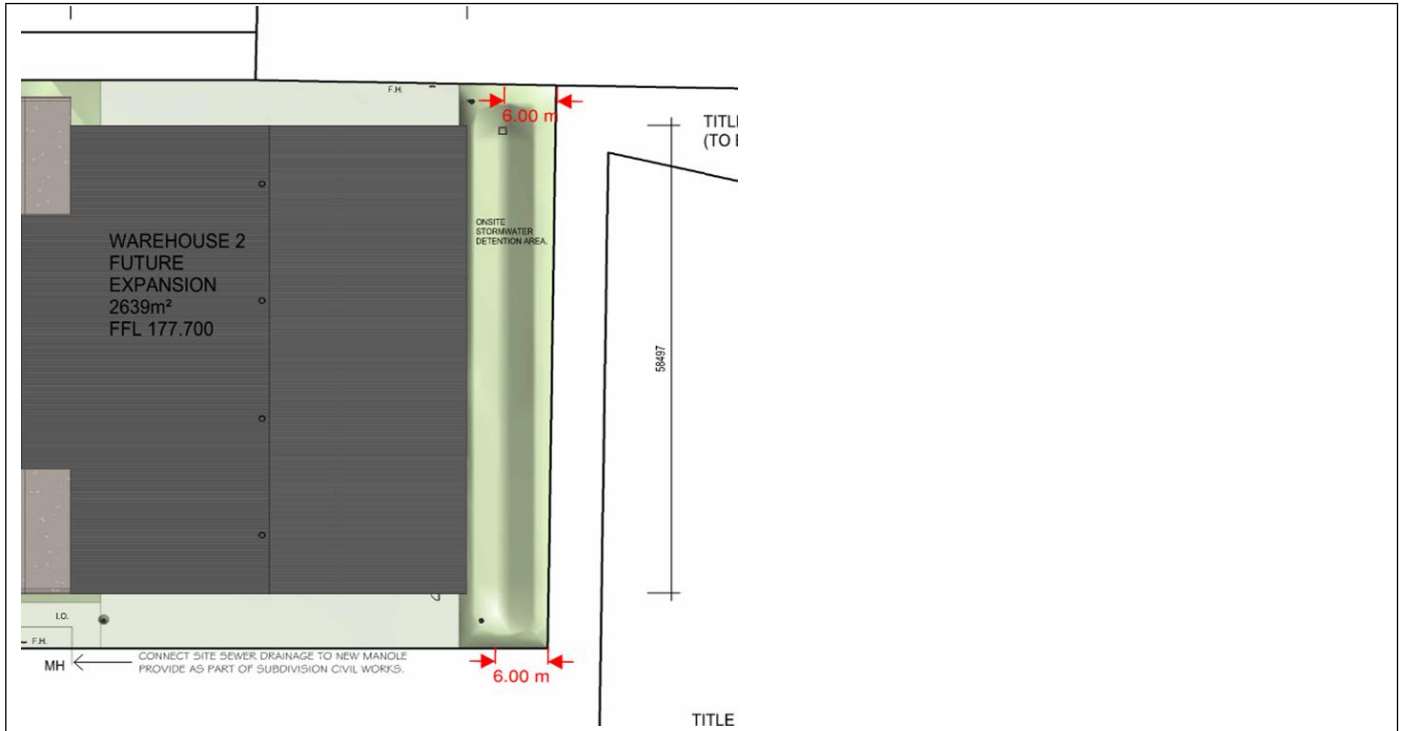 F.H.
6.00 m
TITL
(TO
ONSITE
STORMWATER
DETENTION AREA.
WAREHOUSE 2
FUTURE
EXPANSION
2639m²
FFL 177.700
58497
I.O.
F.H.
MH
CONNECT SITE SEWER DRAINAGE TO NEW MANOLE
PROVIDE AS PART OF SUBDIVISION CIVIL WORKS.
6.00 m
TITLE